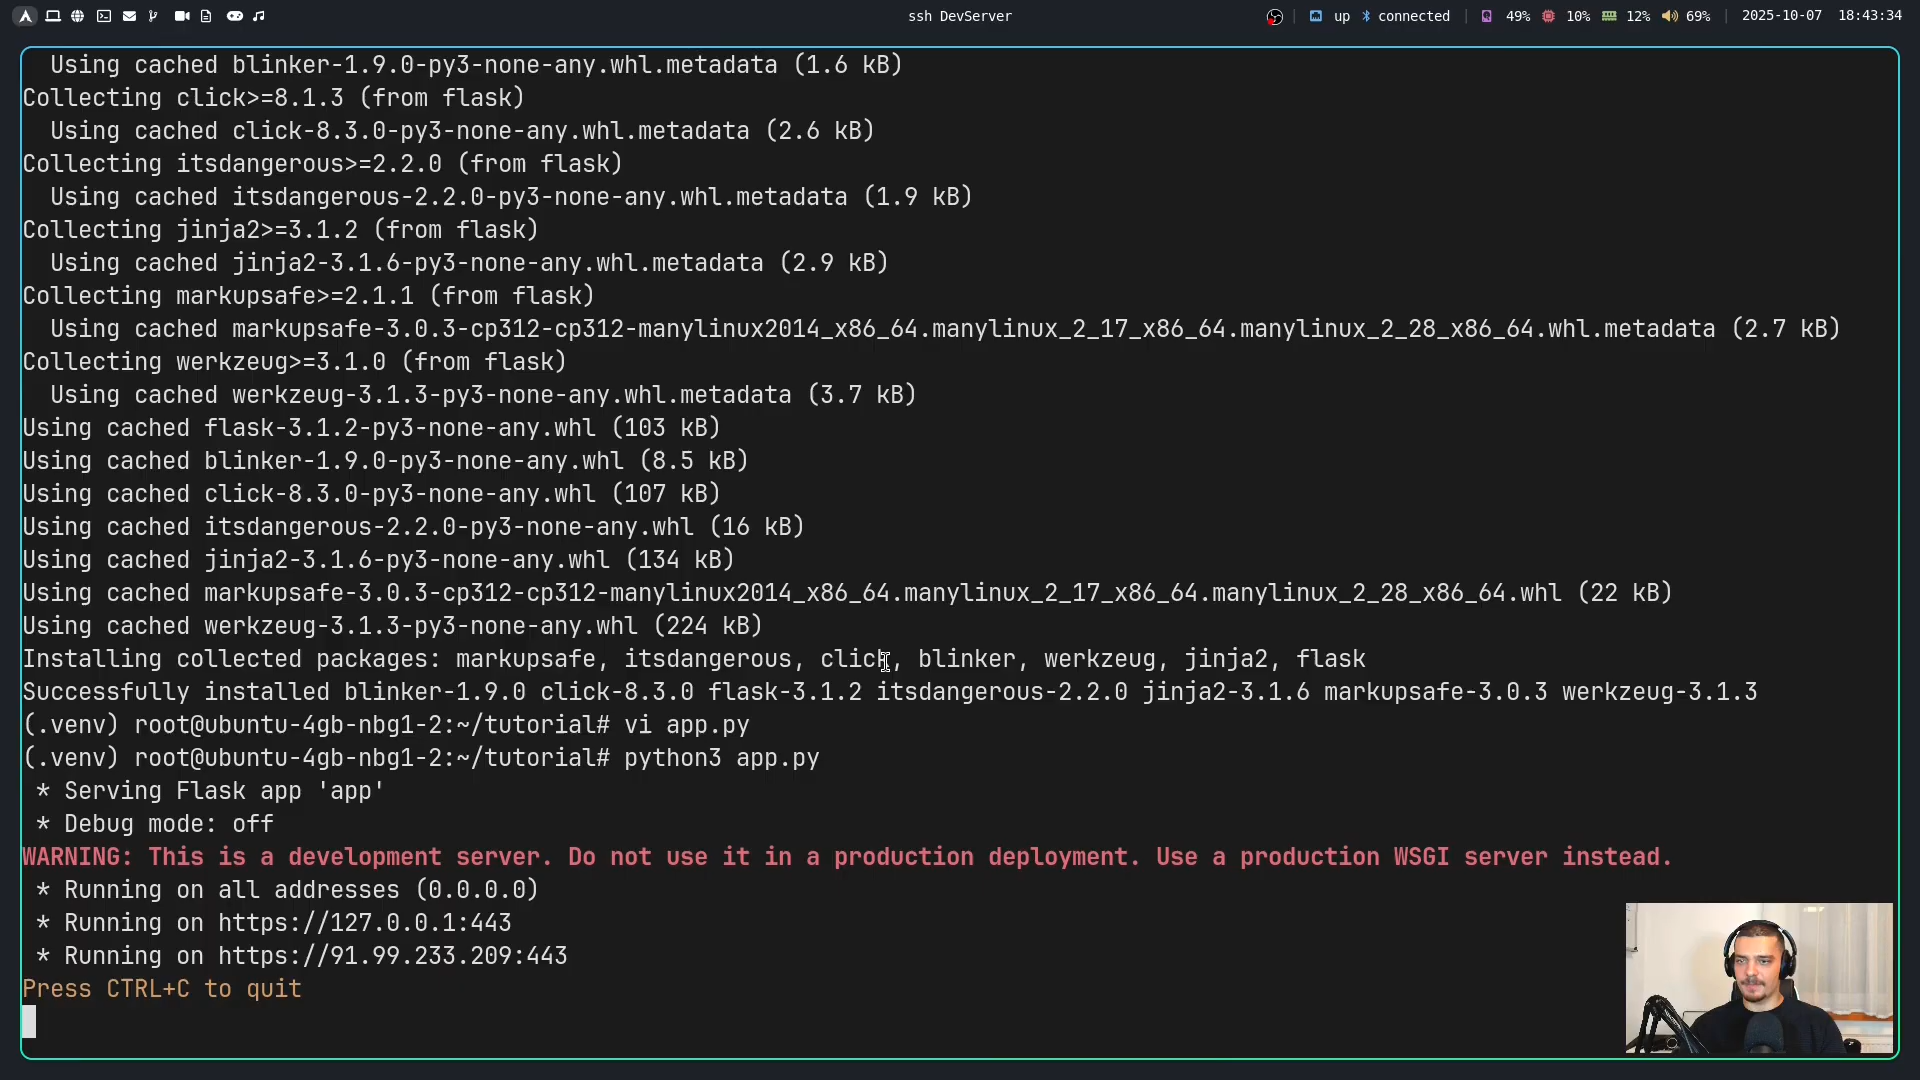 ssh DevServer
up connected 49% 10% 12% 69% 2025-10-07 18:43:34
Using cached blinker-1.9.0-py3-none-any.whl.metadata (1.6 kB)
Collecting click>=8.1.3 (from flask)
Using cached click-8.3.0-py3-none-any.whl.metadata (2.6 kB)
Collecting itsdangerous>=2.2.0 (from flask)
Using cached itsdangerous-2.2.0-py3-none-any.whl.metadata (1.9 kB)
Collecting jinja2>=3.1.2 (from flask)
Using cached jinja2-3.1.6-py3-none-any.whl.metadata (2.9 kB)
Collecting markupsafe>=2.1.1 (from flask)
Using cached markupsafe-3.0.3-cp312-cp312-manylinux2014_x86_64.manylinux_2_17_x86_64.manylinux_2_28_x86_64.whl.metadata (2.7 kB)
Collecting werkzeug>=3.1.0 (from flask)
Using cached werkzeug-3.1.3-py3-none-any.whl.metadata (3.7 kB)
Using cached flask-3.1.2-py3-none-any.whl (103 kB)
Using cached blinker-1.9.0-py3-none-any.whl (8.5 kB)
Using cached click-8.3.0-py3-none-any.whl (107 kB)
Using cached itsdangerous-2.2.0-py3-none-any.whl (16 kB)
Using cached jinja2-3.1.6-py3-none-any.whl (134 kB)
Using cached markupsafe-3.0.3-cp312-cp312-manylinux2014_x86_64.manylinux_2_17_x86_64.manylinux_2_28_x86_64.whl (22 kB)
Using cached werkzeug-3.1.3-py3-none-any.whl (224 kB)
Installing collected packages: markupsafe, itsdangerous, click, blinker, werkzeug, jinja2, flask
Successfully installed blinker-1.9.0 click-8.3.0 flask-3.1.2 itsdangerous-2.2.0 jinja2-3.1.6 markupsafe-3.0.3 werkzeug-3.1.3
(.venv) root@ubuntu-4gb-nbg1-2:~/tutorial# vi app.py
(.venv) root@ubuntu-4gb-nbg1-2:~/tutorial# python3 app.py
* Serving Flask app 'app'
* Debug mode: off
WARNING: This is a development server. Do not use it in a production deployment. Use a production WSGI server instead.
* Running on all addresses (0.0.0.0)
* Running on https://127.0.0.1:443
* Running on https://91.99.233.209:443
Press CTRL+C to quit